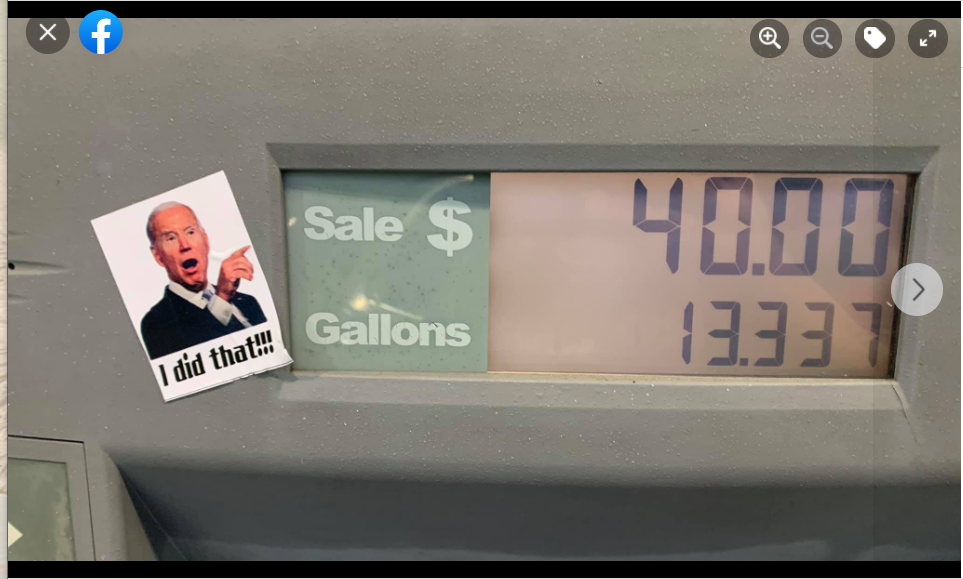 Sale $ 40.00
Gallons 13.337
I did that!!!